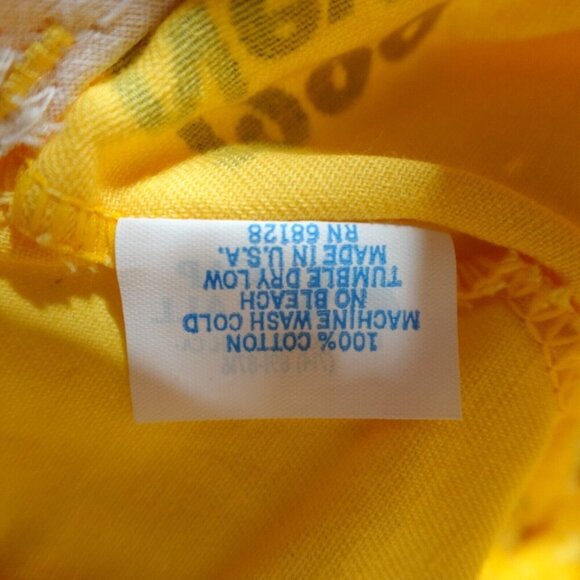 100% COTTON
MACHINE WASH COLD
NO BLEACH
TUMBLE DRY LOW
MADE IN U.S.A.
RN 68128